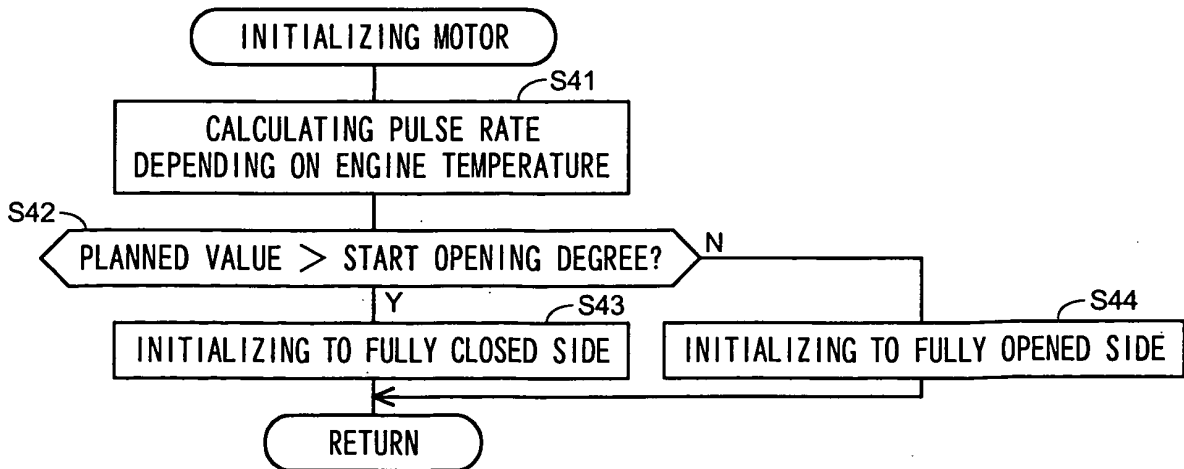 INITIALIZING MOTOR
S41
CALCULATING PULSE RATE
DEPENDING ON ENGINE TEMPERATURE
S42
PLANNED VALUE > START OPENING DEGREE?
N
Y
S43
INITIALIZING TO FULLY CLOSED SIDE
S44
INITIALIZING TO FULLY OPENED SIDE
RETURN